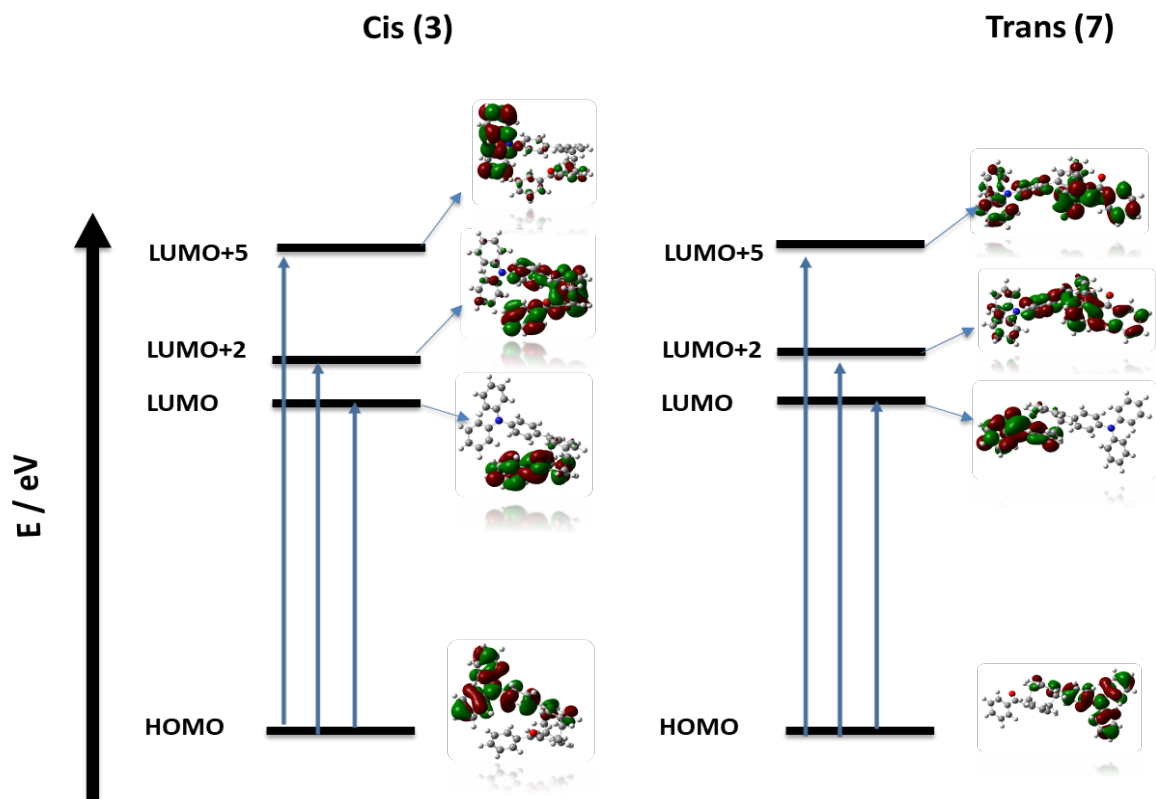 Cis (3)
Trans (7)
E / eV
LUMO+5
LUMO+2
LUMO
HOMO
LUMO+5
LUMO+2
LUMO
HOMO